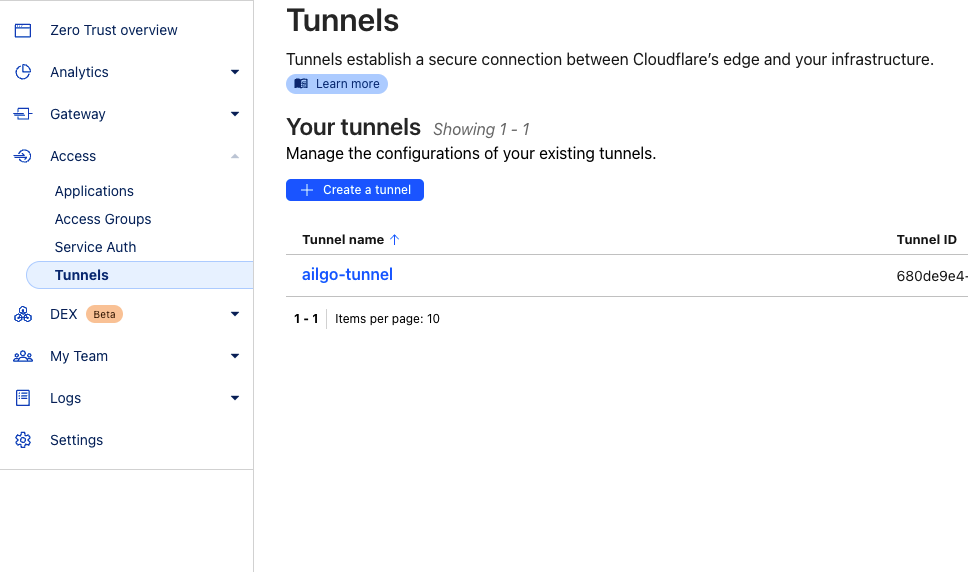 Zero Trust overview
Analytics
Gateway
Access
Applications
Access Groups
Service Auth
Tunnels
DEX Beta
My Team
Logs
Settings
Tunnels
Tunnels establish a secure connection between Cloudflare’s edge and your infrastructure.
Learn more
Your tunnels Showing 1 - 1
Manage the configurations of your existing tunnels.
Create a tunnel
Tunnel name Tunnel ID
ailgo-tunnel 680de9e4-
1 - 1 Items per page: 10